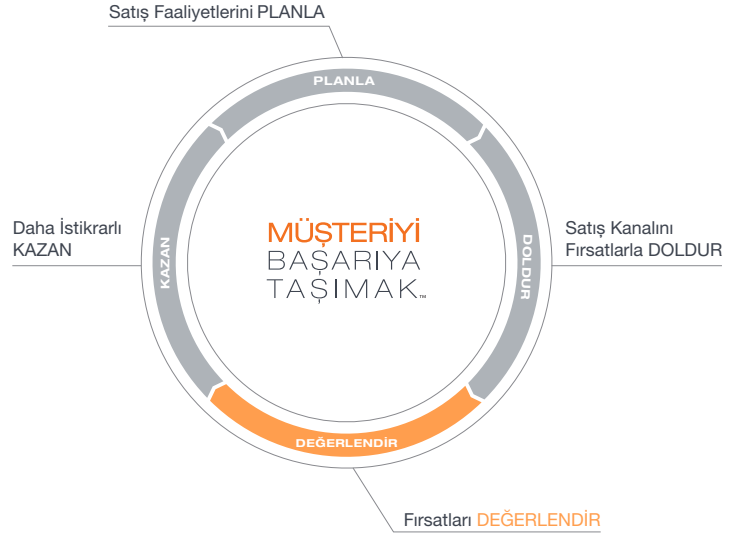 Satış Faaliyetlerini PLANLA
PLANLA
Daha İstikrarlı
KAZAN
KAZAN
MÜŞTERİYİ
BAŞARIYA
TAŞIMAK™
DOLDUR
Satış Kanalını
Fırsatlarla DOLDUR
DEĞERLENDİR
Fırsatları DEĞERLENDİR